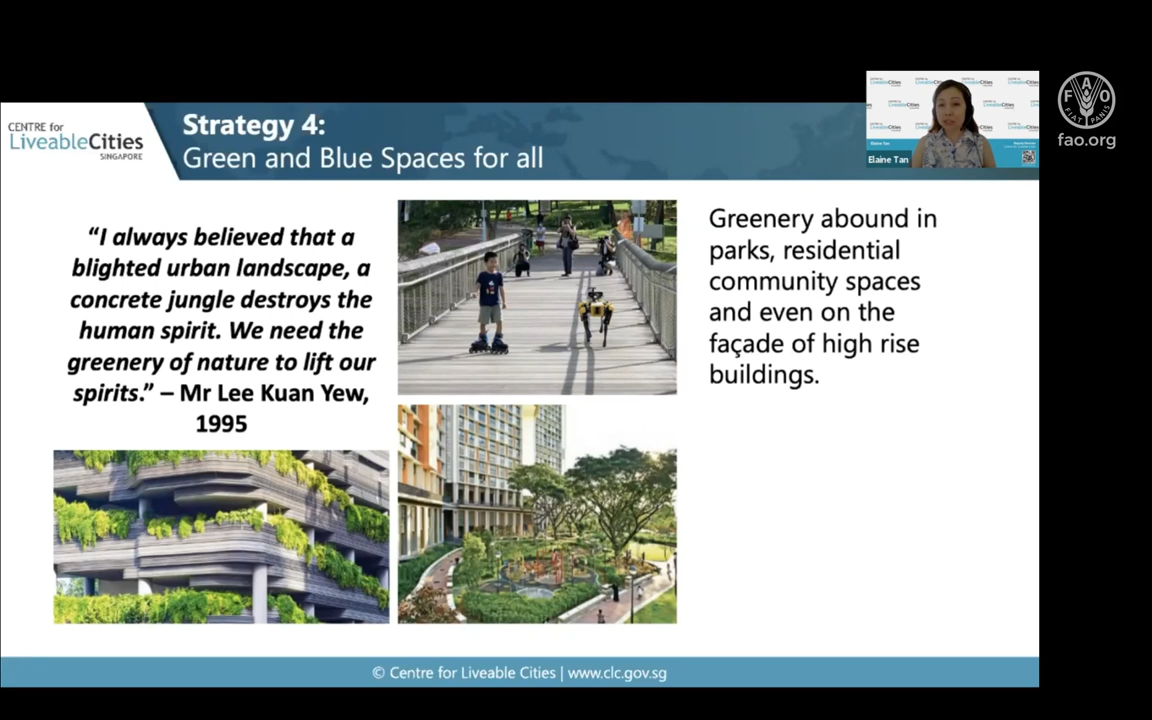 CENTRE for
LiveableCities
SINGAPORE
Strategy 4:
Green and Blue Spaces for all
Elaine Tan
FAO
FIAT PANIS
fao.org
“I always believed that a
blighted urban landscape, a
concrete jungle destroys the
human spirit. We need the
greenery of nature to lift our
spirits.” – Mr Lee Kuan Yew,
1995
Greenery abound in
parks, residential
community spaces
and even on the
façade of high rise
buildings.
© Centre for Liveable Cities | www.clc.gov.sg